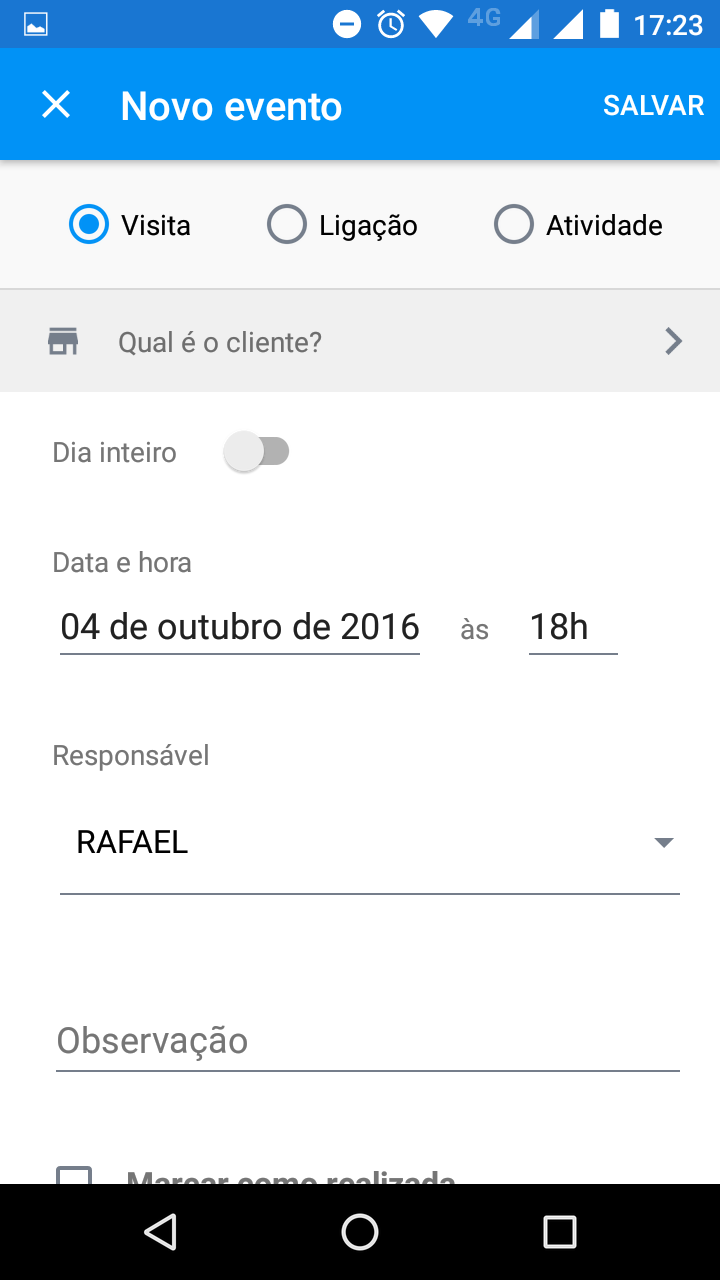 4G 17:23
Novo evento SALVAR
Visita Ligação Atividade
Qual é o cliente?
Dia inteiro
Data e hora
04 de outubro de 2016 às 18h
Responsável
RAFAEL
Observação
Marcar como realizada